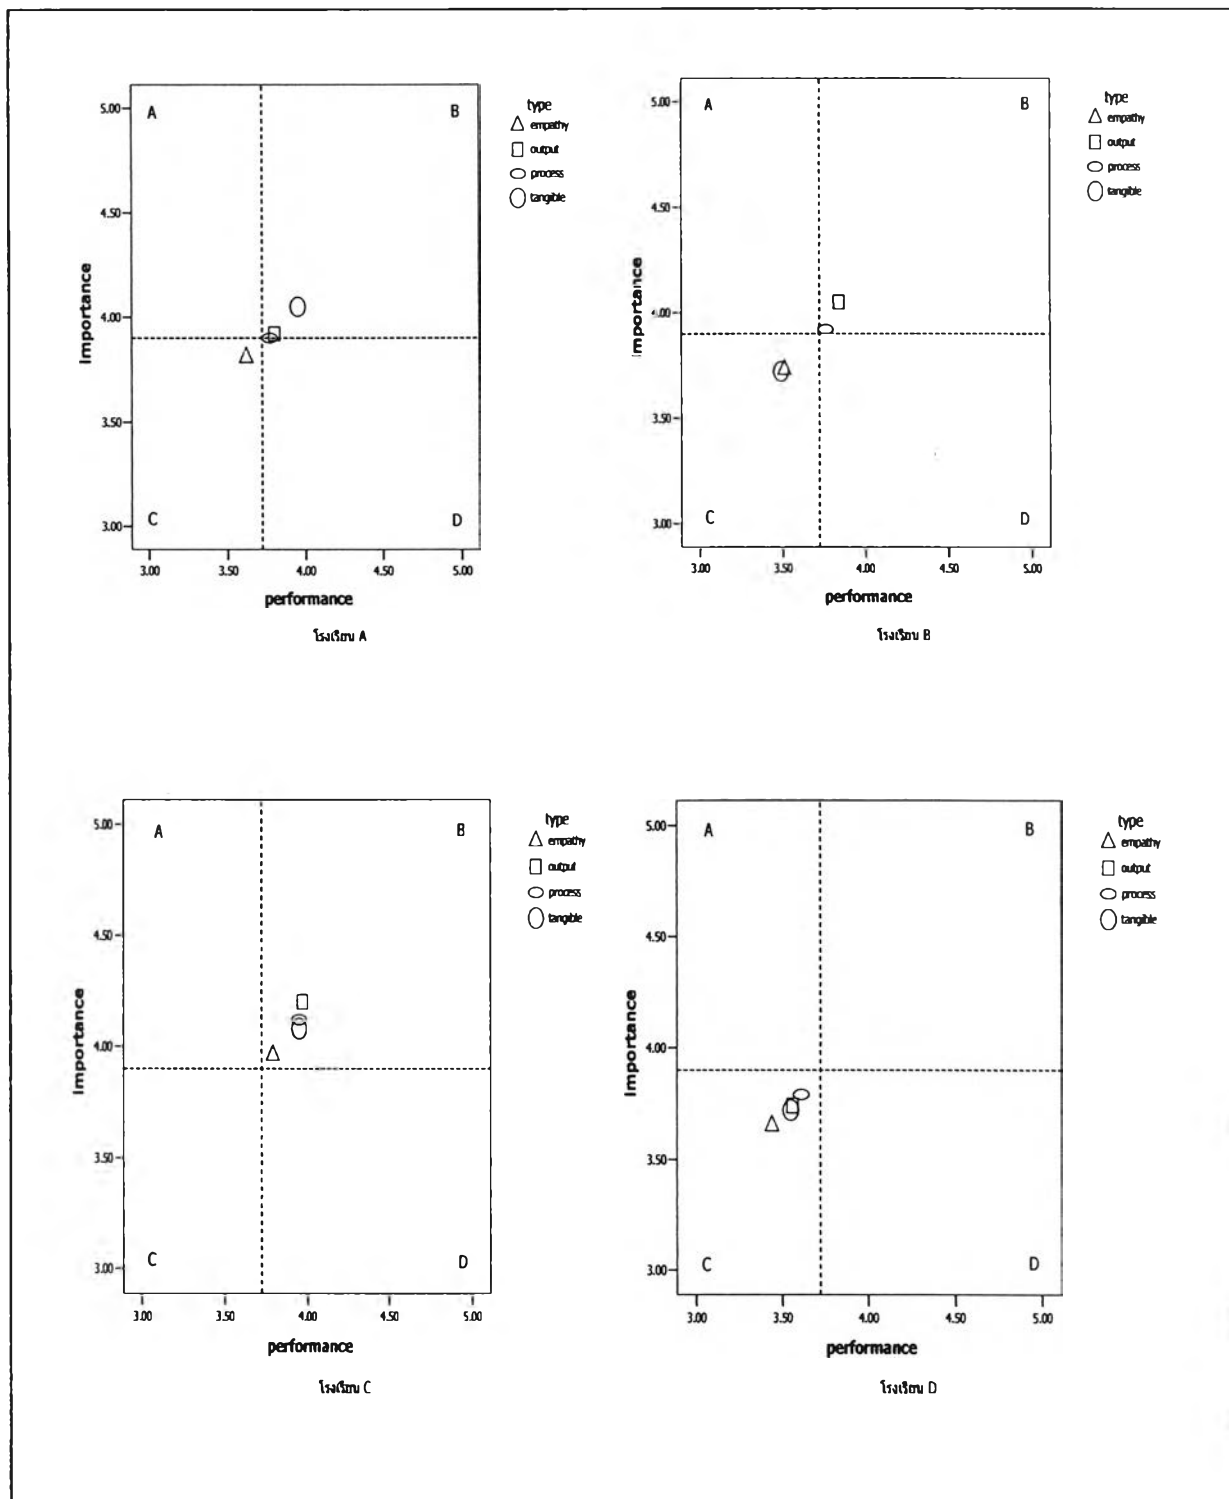 A
B
C
D
5.00
4.50
4.00
3.50
3.00
Importance
3.00 3.50 4.00 4.50 5.00
performance
type
empathy
output
process
tangible
โรงเรียน A
A
B
C
D
5.00
4.50
4.00
3.50
3.00
Importance
3.00 3.50 4.00 4.50 5.00
performance
type
empathy
output
process
tangible
โรงเรียน B
A
B
C
D
5.00
4.50
4.00
3.50
3.00
Importance
3.00 3.50 4.00 4.50 5.00
performance
type
empathy
output
process
tangible
โรงเรียน C
A
B
C
D
5.00
4.50
4.00
3.50
3.00
Importance
3.00 3.50 4.00 4.50 5.00
performance
type
empathy
output
process
tangible
โรงเรียน D